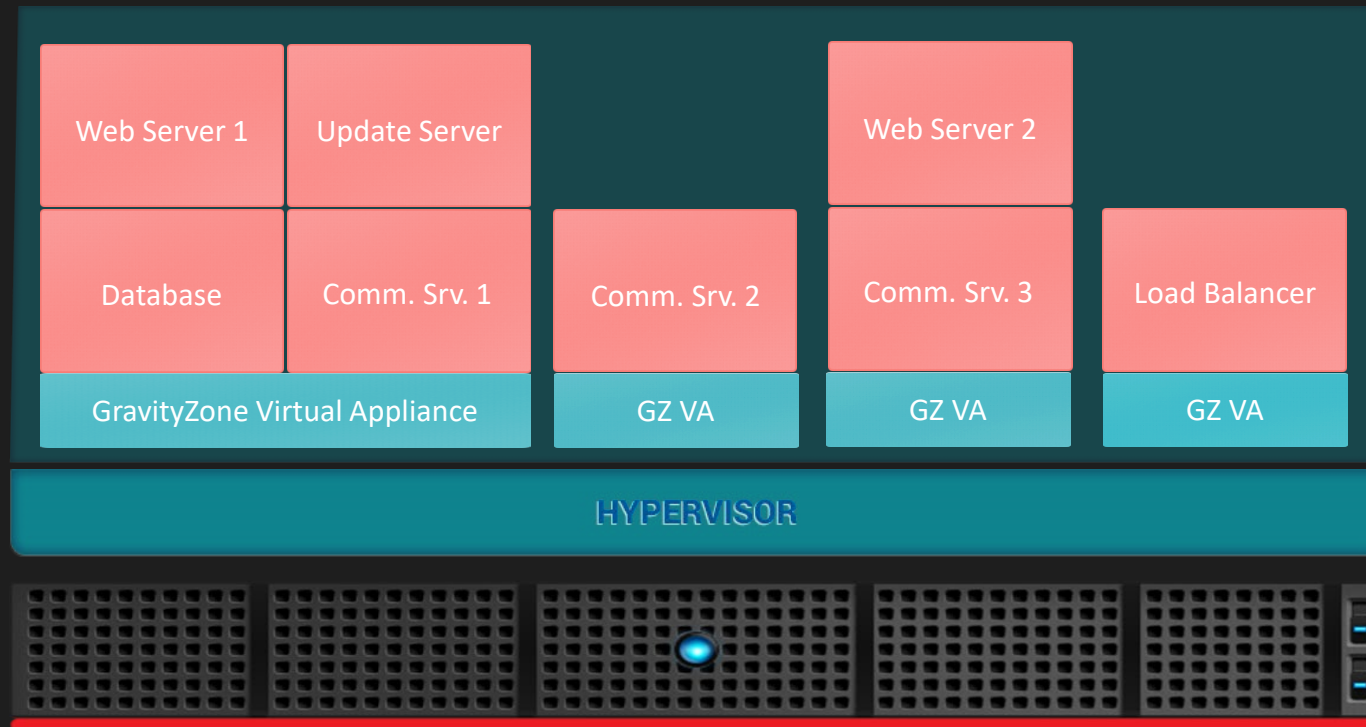 Web Server 1
Update Server
Web Server 2
Database
Comm. Srv. 1
Comm. Srv. 2
Comm. Srv. 3
Load Balancer
GravityZone Virtual Appliance
GZ VA
GZ VA
GZ VA
HYPERVISOR